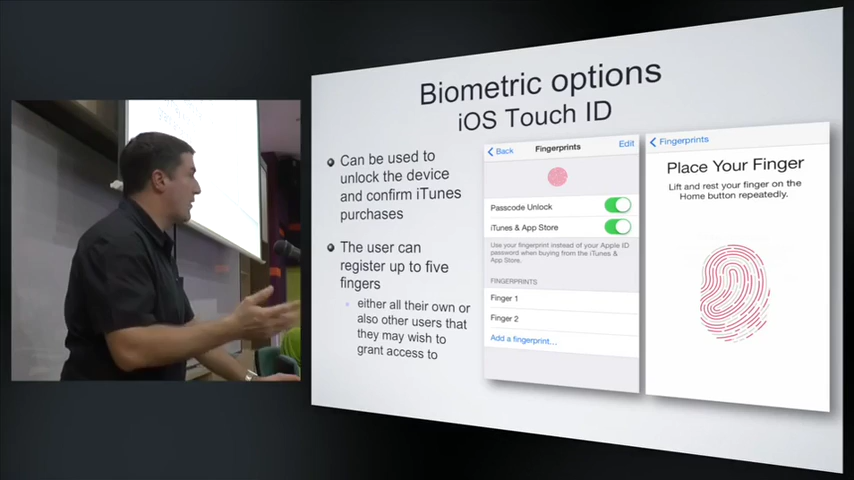 Biometric options
iOS Touch ID
Can be used to
unlock the device
and confirm iTunes
purchases
The user can
register up to five
fingers
either all their own or
also other users that
they may wish to
grant access to
Back
Fingerprints
Edit
Passcode Unlock
iTunes & App Store
Use your fingerprint instead of your Apple ID
password when buying from the iTunes &
App Store.
FINGERPRINTS
Finger 1
Finger 2
Add a fingerprint...
Fingerprints
Place Your Finger
Lift and rest your finger on the
Home button repeatedly.